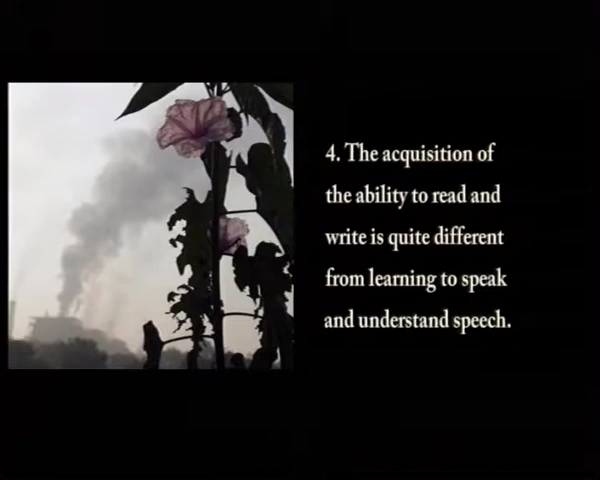 4. The acquisition of
the ability to read and
write is quite different
from learning to speak
and understand speech.